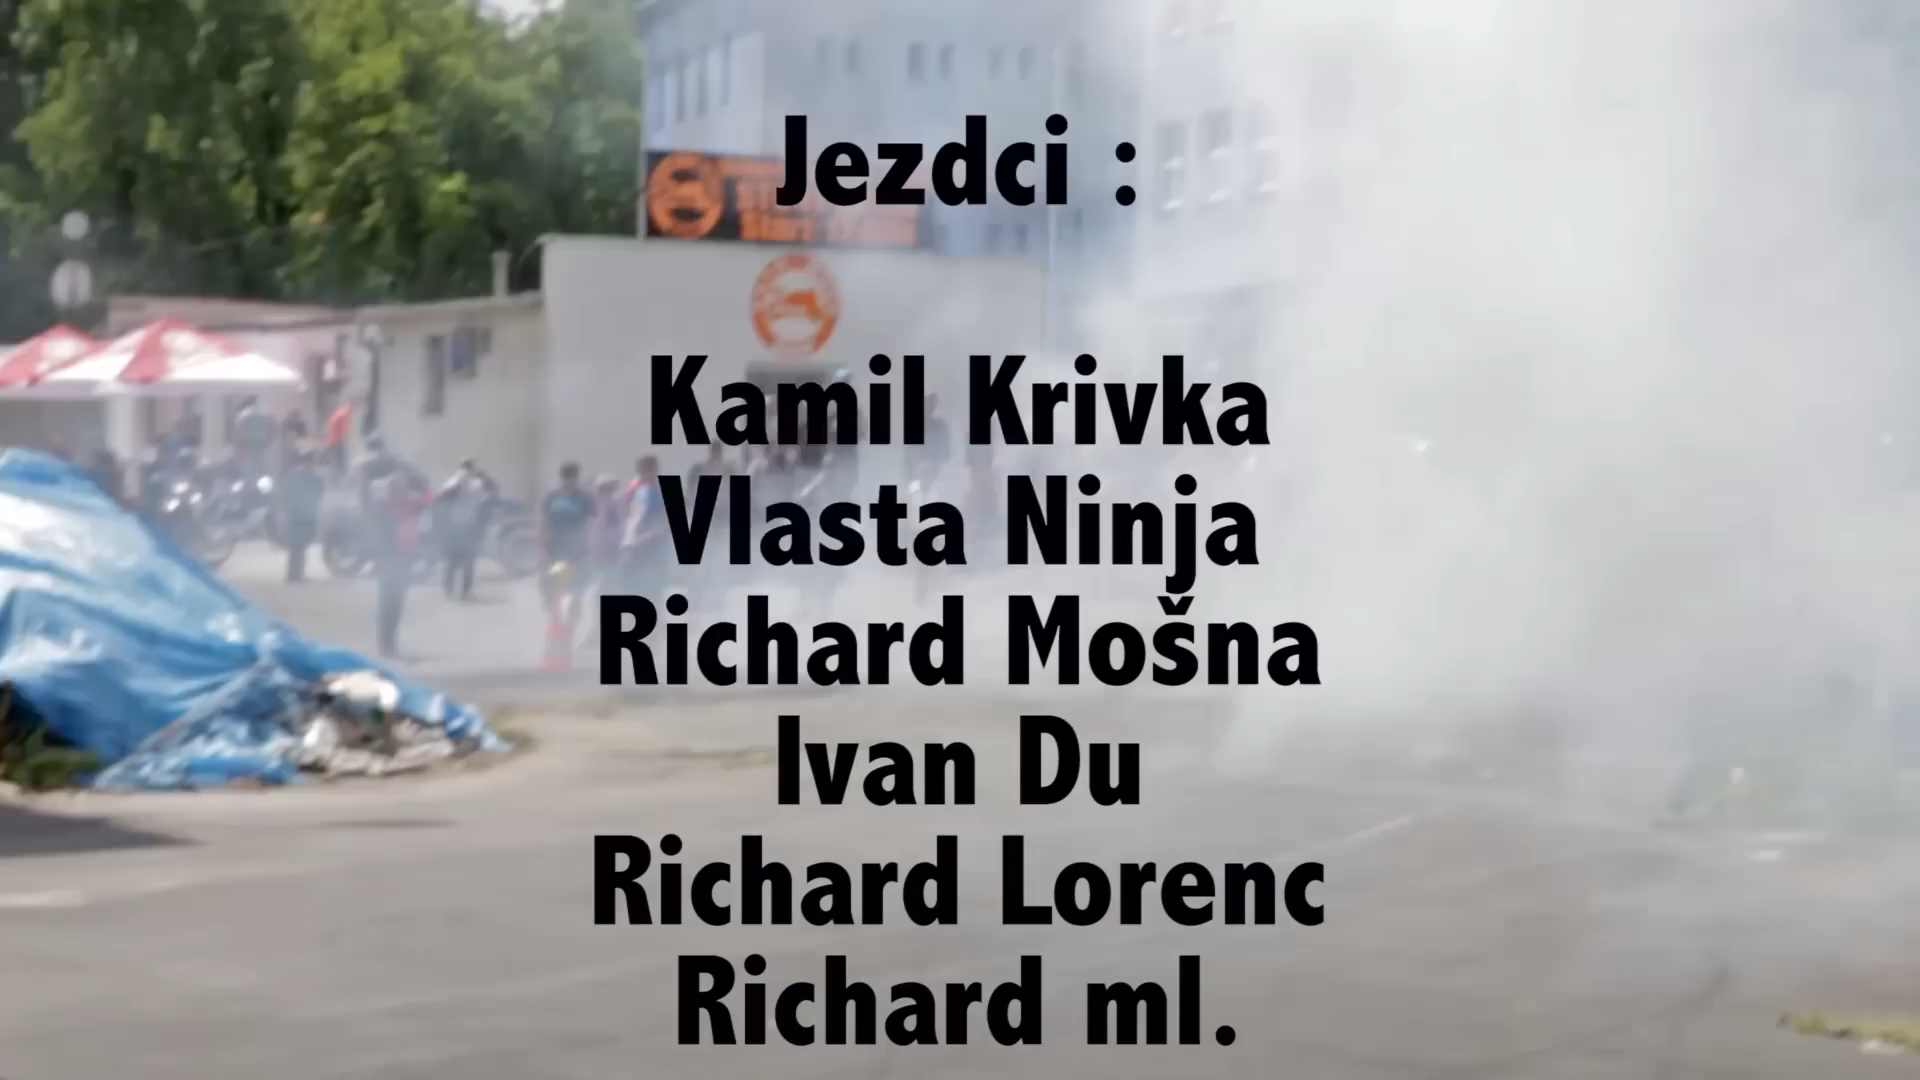 Jezdci :
Kamil Krivka
Vlasta Ninja
Richard Mošna
Ivan Du
Richard Lorenc
Richard ml.